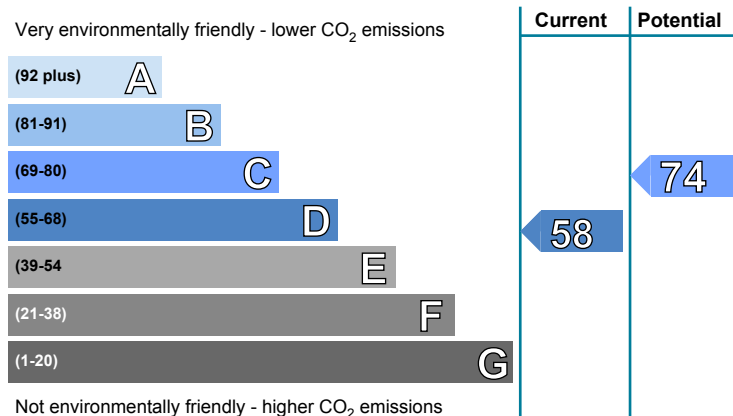 Current Potential
Very environmentally friendly - lower CO2 emissions
(92 plus) A
(81-91) B
(69-80) C
74
(55-68) D
58
(39-54 E
(21-38) F
(1-20) G
Not environmentally friendly - higher CO2 emissions